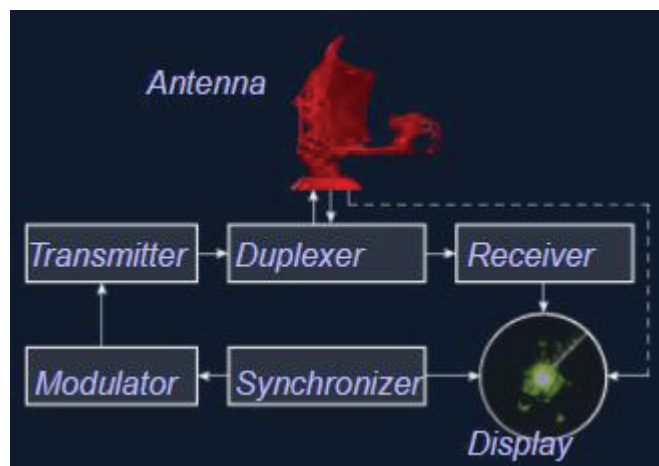 Antenna
Transmitter
Duplexer
Receiver
Modulator
Synchronizer
Display